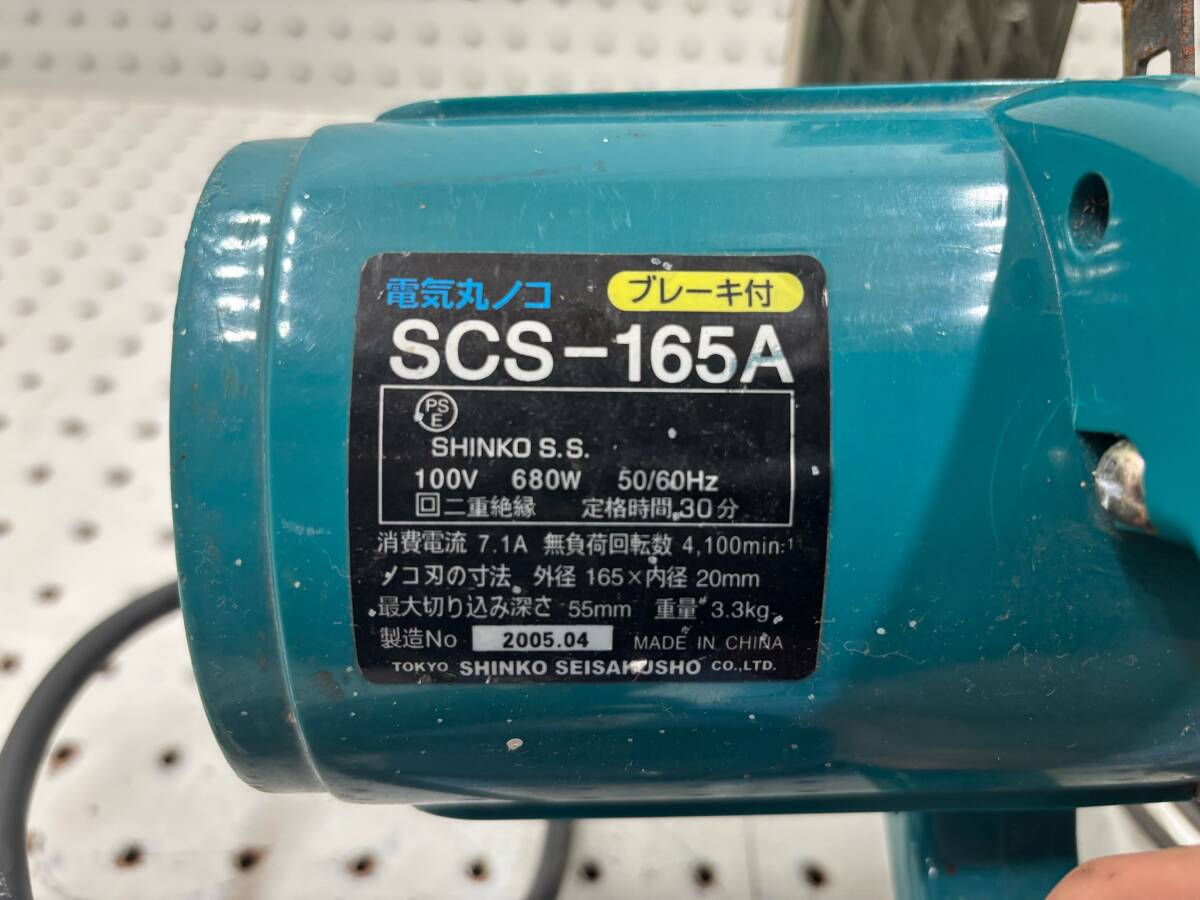 電気丸ノコ ブレーキ付
SCS-165A
PSE
SHINKO S.S.
100V 680W 50/60Hz
回 二重絶縁 定格時間 30分
消費電流 7.1A 無負荷回転数 4,100min⁻¹
ノコ刃の寸法 外径 165×内径 20mm
最大切り込み深さ 55mm 重量 3.3kg
製造No 2005.04 MADE IN CHINA
TOKYO SHINKO SEISAKUSHO CO.,LTD.